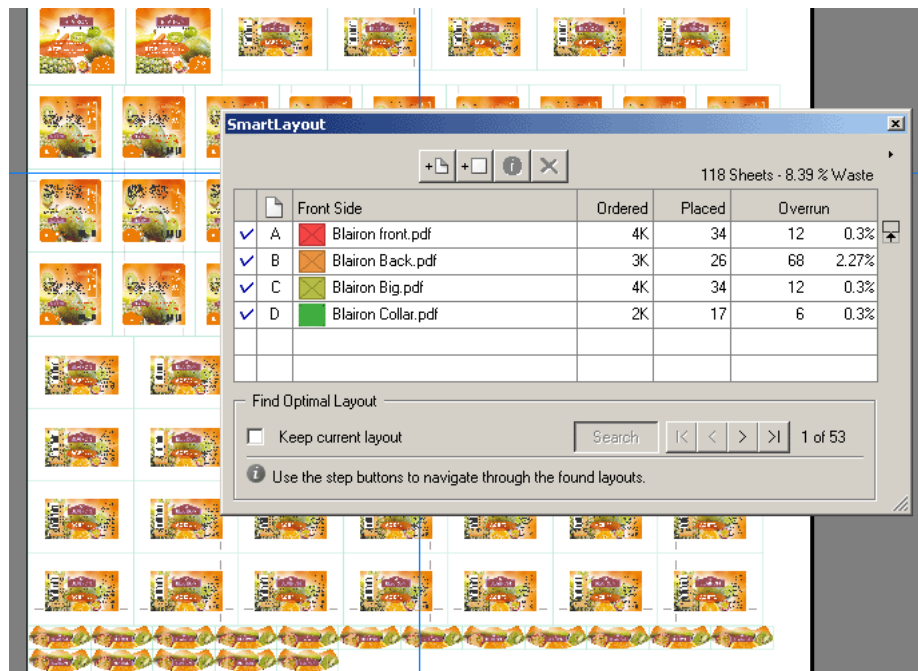 SmartLayout
118 Sheets - 8.39 % Waste
Front Side Ordered Placed Overrun
A Blairon front.pdf 4K 34 12 0.3%
B Blairon Back.pdf 3K 26 68 2.27%
C Blairon Big.pdf 4K 34 12 0.3%
D Blairon Collar.pdf 2K 17 6 0.3%
Find Optimal Layout
Keep current layout Search 1 of 53
Use the step buttons to navigate through the found layouts.